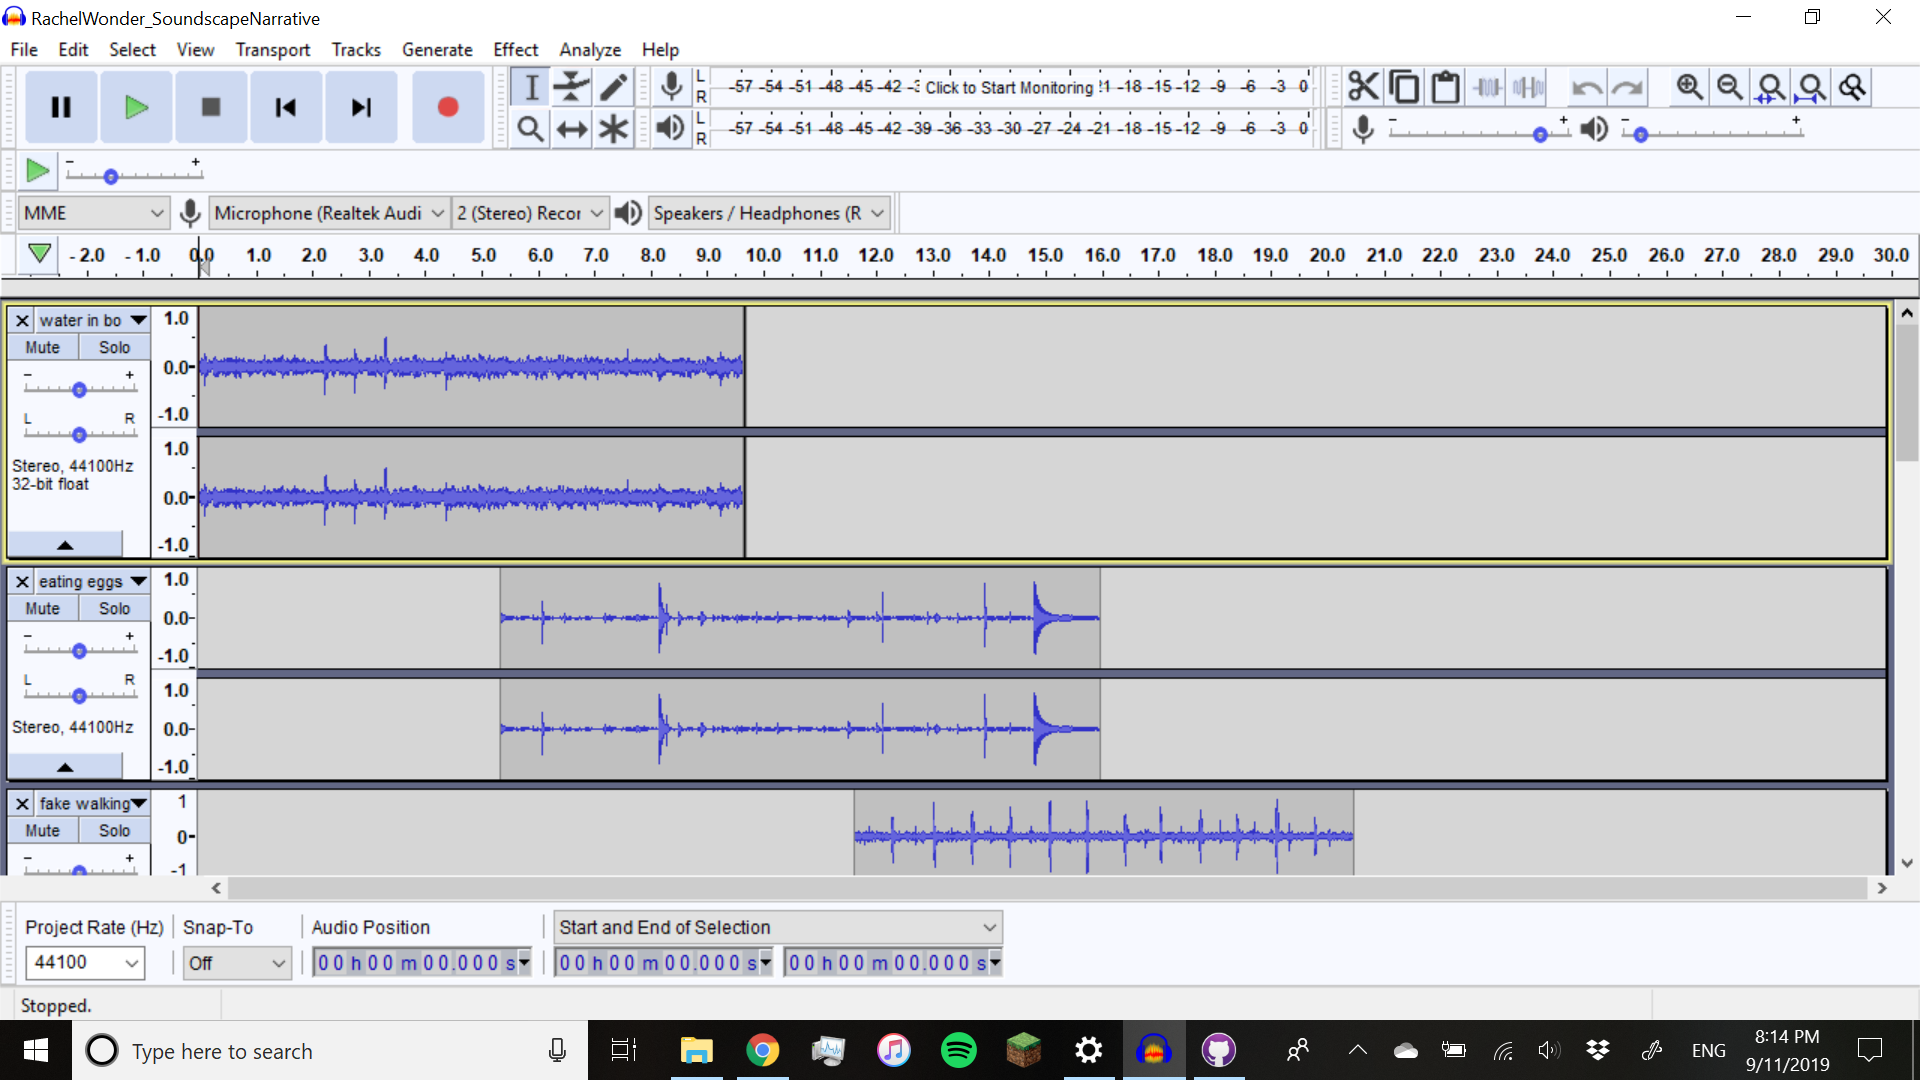 RachelWonder_SoundscapeNarrative
File Edit Select View Transport Tracks Generate Effect Analyze Help
L
R
-57 -54 -51 -48 -45 -42 -3 Click to Start Monitoring !1 -18 -15 -12 -9 -6 -3 0
L
R
-57 -54 -51 -48 -45 -42 -39 -36 -33 -30 -27 -24 -21 -18 -15 -12 -9 -6 -3 0
MME
Microphone (Realtek Audi
2 (Stereo) Recor
Speakers / Headphones (R
-2.0 -1.0 0.0 1.0 2.0 3.0 4.0 5.0 6.0 7.0 8.0 9.0 10.0 11.0 12.0 13.0 14.0 15.0 16.0 17.0 18.0 19.0 20.0 21.0 22.0 23.0 24.0 25.0 26.0 27.0 28.0 29.0 30.0
water in bo
Mute Solo
- +
L R
Stereo, 44100Hz
32-bit float
1.0
0.0-
-1.0
1.0
0.0-
-1.0
eating eggs
Mute Solo
- +
L R
Stereo, 44100Hz
1.0
0.0-
-1.0
1.0
0.0-
-1.0
fake walking
Mute Solo
- +
1
0-
-1
Project Rate (Hz) Snap-To Audio Position Start and End of Selection
44100 Off 00 h 00 m 00.000 s 00 h 00 m 00.000 s 00 h 00 m 00.000 s
Stopped.
Type here to search
ENG
8:14 PM
9/11/2019